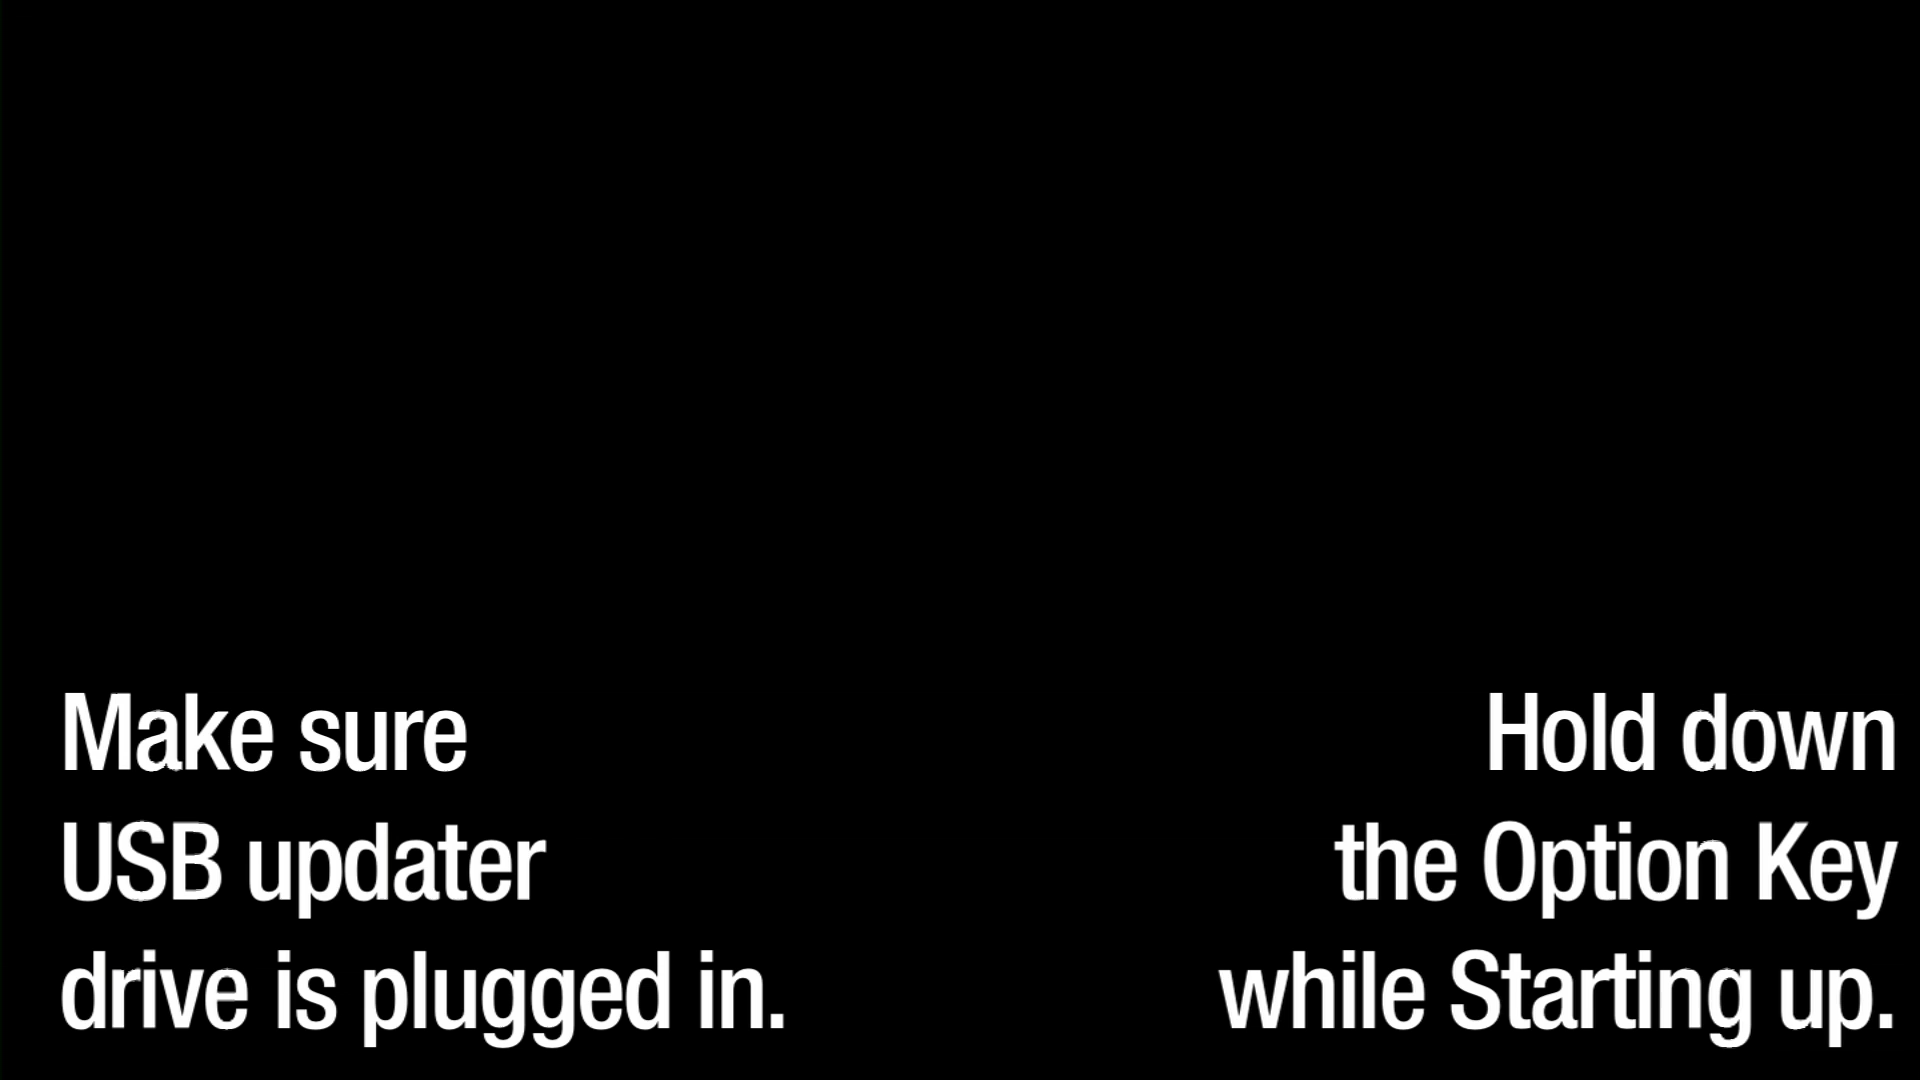 Make sure
USB updater
drive is plugged in.
Hold down
the Option Key
while Starting up.